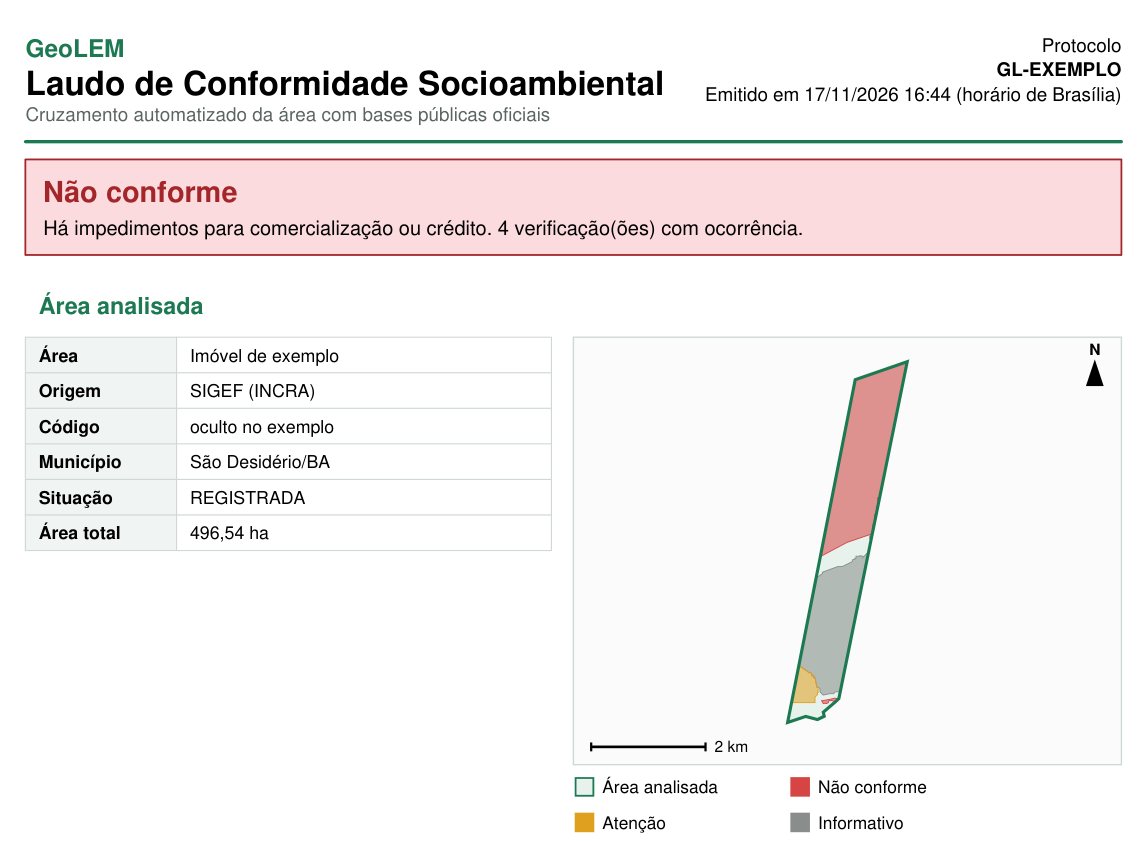 GeoLEM
Laudo de Conformidade Socioambiental
Cruzamento automatizado da área com bases públicas oficiais
Protocolo
GL-EXEMPLO
Emitido em 17/11/2026 16:44 (horário de Brasília)
Não conforme
Há impedimentos para comercialização ou crédito. 4 verificação(ões) com ocorrência.
Área analisada
Área Imóvel de exemplo
Origem SIGEF (INCRA)
Código oculto no exemplo
Município São Desidério/BA
Situação REGISTRADA
Área total 496,54 ha
N
2 km
Área analisada Não conforme
Atenção Informativo